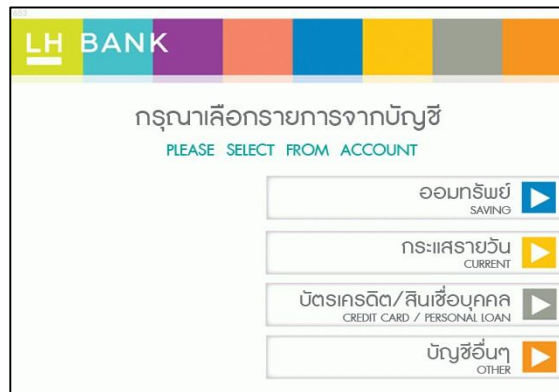 653
LH BANK
กรุณาเลือกรายการจากบัญชี
PLEASE SELECT FROM ACCOUNT
ออมทรัพย์
SAVING
กระแสรายวัน
CURRENT
บัตรเครดิต/สินเชื่อบุคคล
CREDIT CARD / PERSONAL LOAN
บัญชีอื่นๆ
OTHER